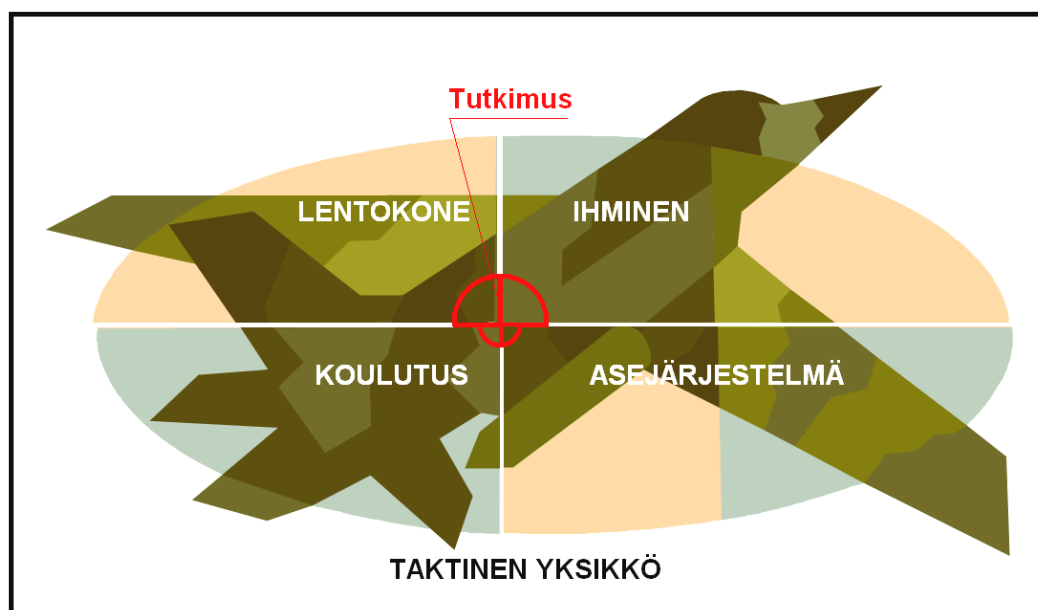 Tutkimus
LENTOKONE
IHMINEN
KOULUTUS
ASEJÄRJESTELMÄ
TAKTINEN YKSIKKÖ